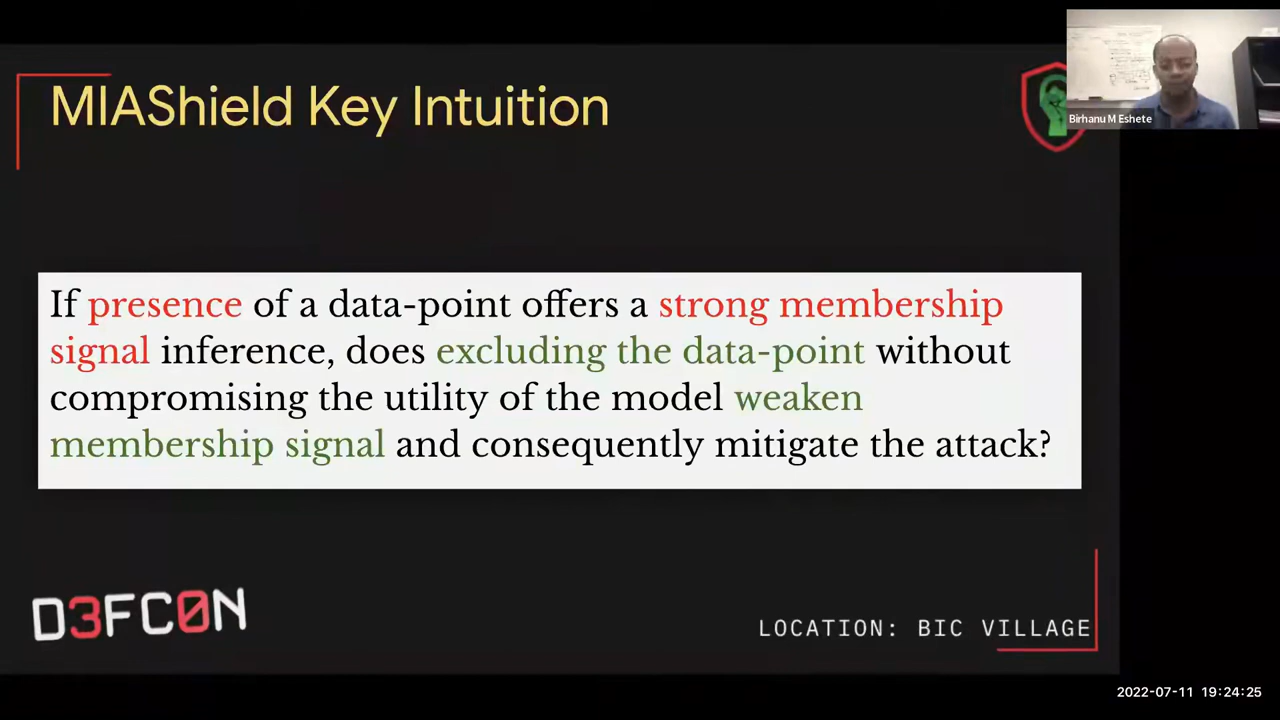 MIAShield Key Intuition
Birhanu M Eshete
If presence of a data-point offers a strong membership
signal inference, does excluding the data-point without
compromising the utility of the model weaken
membership signal and consequently mitigate the attack?
D3FC0N
LOCATION: BIC VILLAGE
2022-07-11 19:24:25